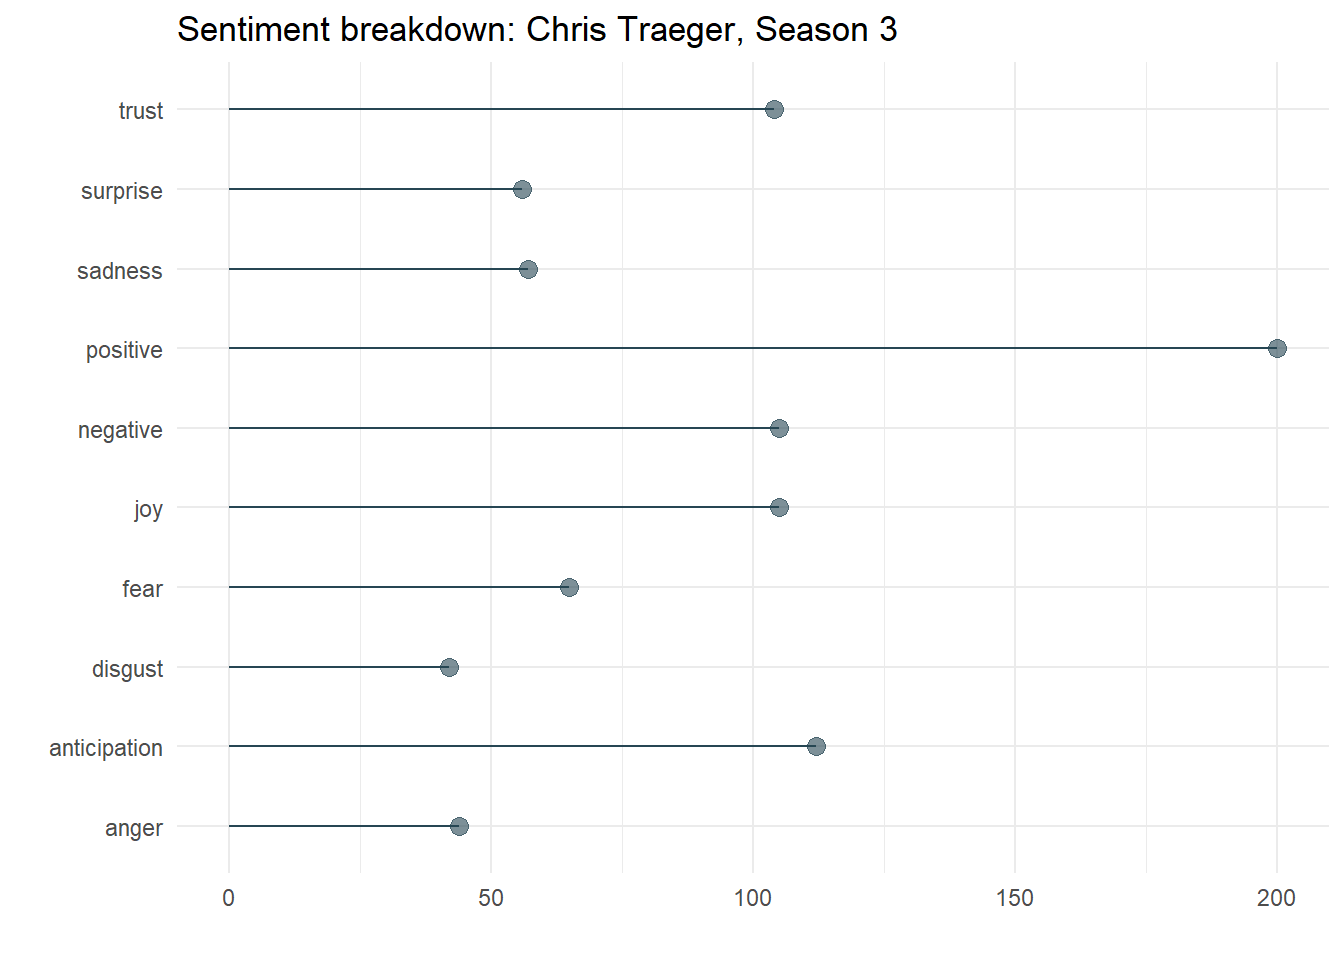 Sentiment breakdown: Chris Traeger, Season 3
trust
surprise
sadness
positive
negative
joy
fear
disgust
anticipation
anger
0 50 100 150 200